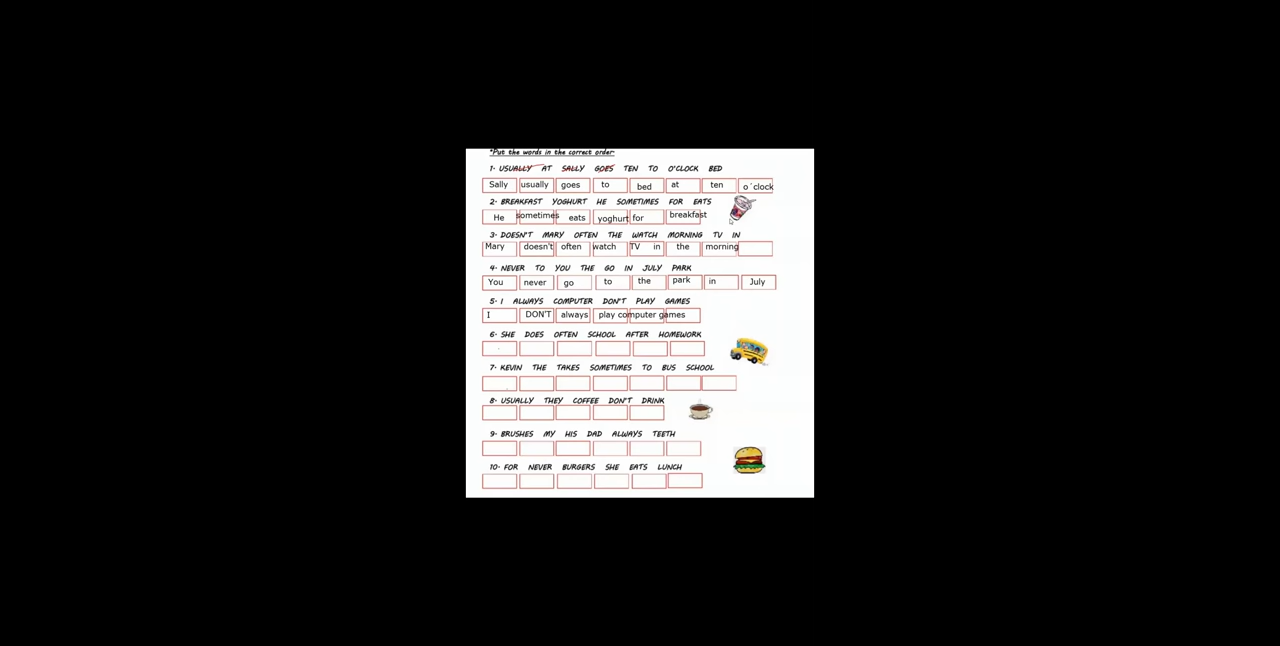 *Put the words in the correct order
1- USUALLY AT SALLY GOES TEN TO O'CLOCK BED
Sally usually goes to bed at ten o´clock
2- BREAKFAST YOGHURT HE SOMETIMES FOR EATS
He sometimes eats yoghurt for breakfast
3- DOESN'T MARY OFTEN THE WATCH MORNING TV IN
Mary doesn't often watch TV in the morning
4- NEVER TO YOU THE GO IN JULY PARK
You never go to the park in July
5- I ALWAYS COMPUTER DON'T PLAY GAMES
I DON'T always play computer games
6- SHE DOES OFTEN SCHOOL AFTER HOMEWORK
7- KEVIN THE TAKES SOMETIMES TO BUS SCHOOL
8- USUALLY THEY COFFEE DON'T DRINK
9- BRUSHES MY HIS DAD ALWAYS TEETH
10- FOR NEVER BURGERS SHE EATS LUNCH